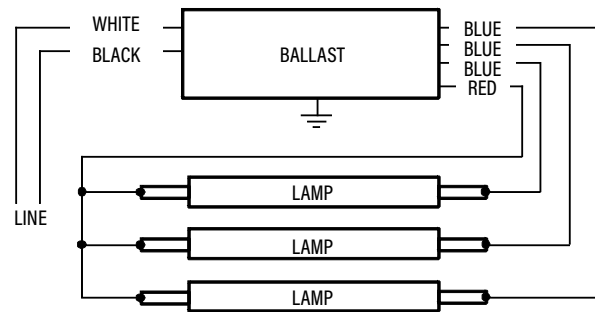 WHITE
BLACK
BALLAST
BLUE
BLUE
BLUE
RED
LINE
LAMP
LAMP
LAMP